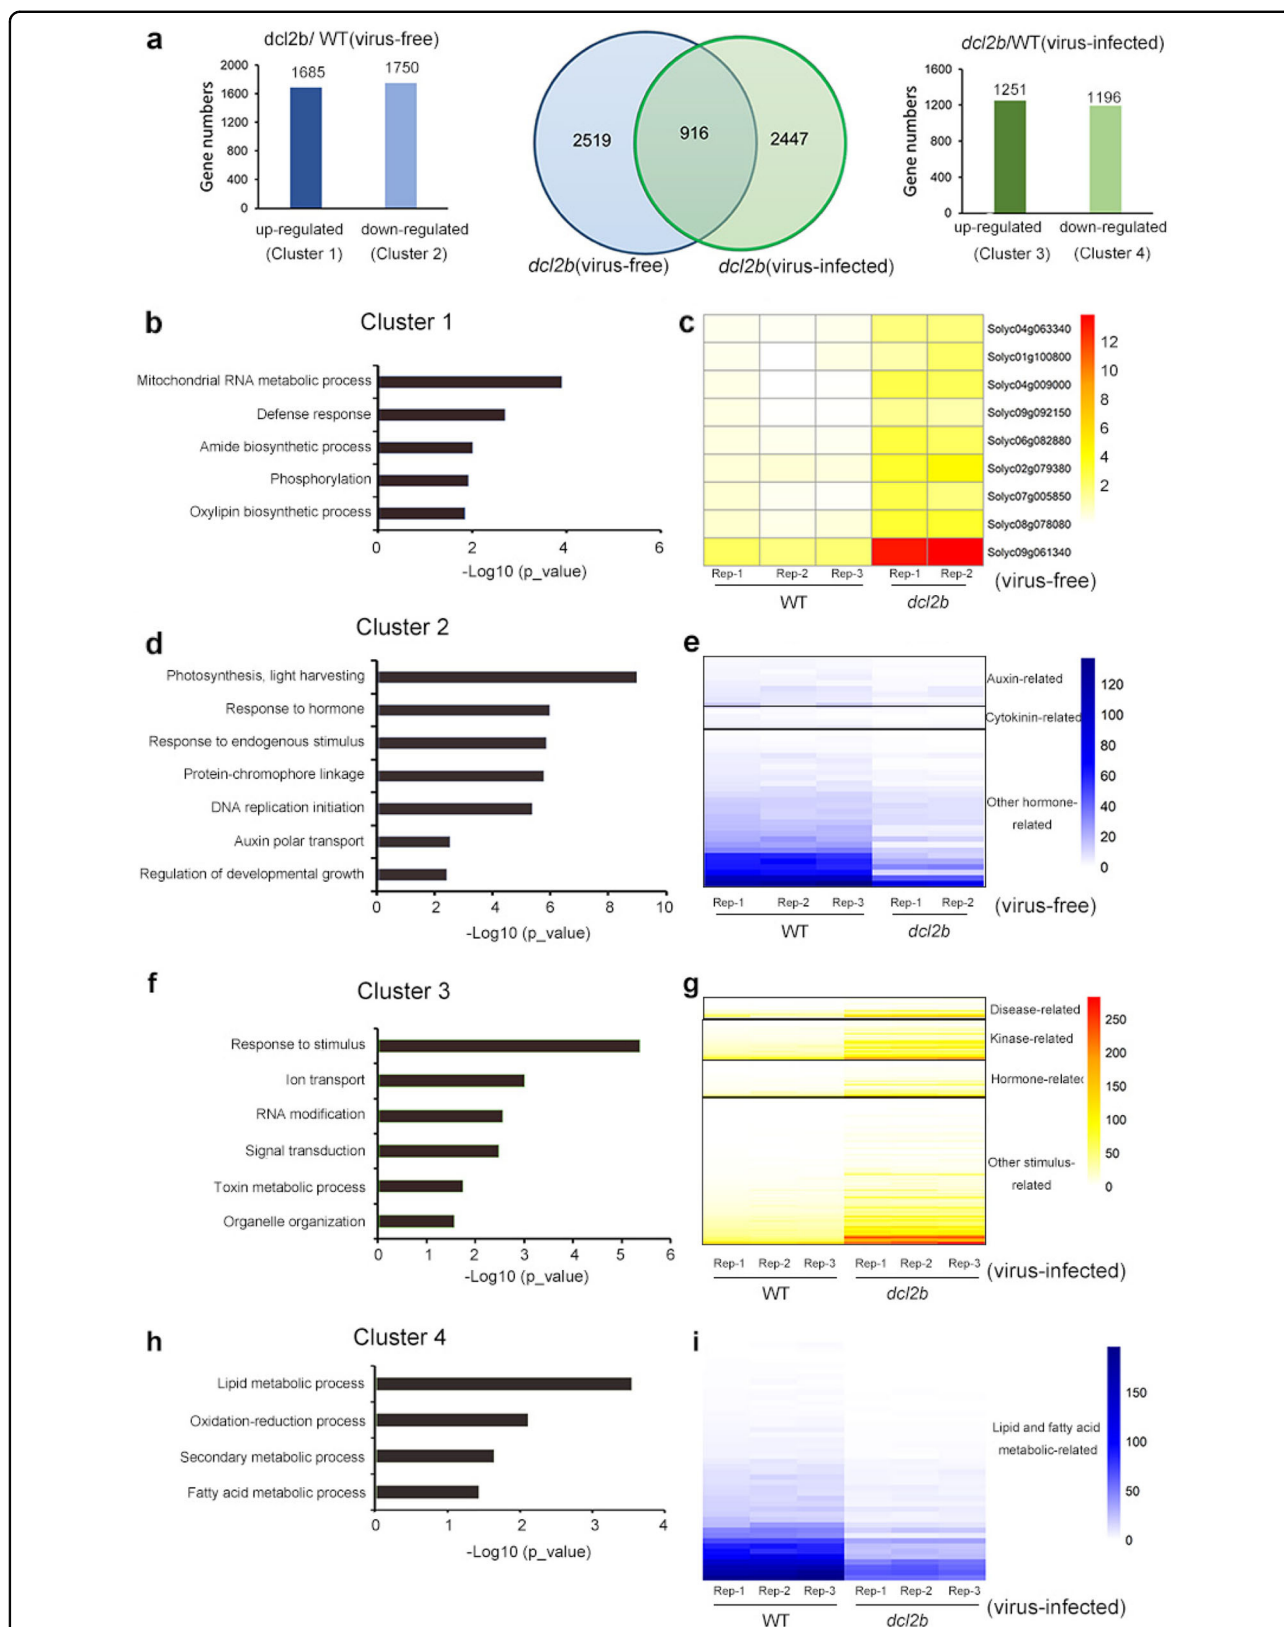 a
dcl2b/ WT(virus-free)
2000
1600
1200
800
400
0
Gene numbers
1685
1750
up-regulated
(Cluster 1)
down-regulated
(Cluster 2)
2519
916
2447
dcl2b(virus-free)
dcl2b(virus-infected)
dcl2b/WT(virus-infected)
1600
1200
800
400
0
Gene numbers
1251
1196
up-regulated
(Cluster 3)
down-regulated
(Cluster 4)
b
Cluster 1
Mitochondrial RNA metabolic process
Defense response
Amide biosynthetic process
Phosphorylation
Oxylipin biosynthetic process
0 2 4 6
-Log10 (p_value)
c
Solyc04g063340
Solyc01g100800
Solyc04g009000
Solyc09g092150
Solyc06g082880
Solyc02g079380
Solyc07g005850
Solyc08g078080
Solyc09g061340
12
10
8
6
4
2
Rep-1 Rep-2 Rep-3 Rep-1 Rep-2
WT dcl2b
(virus-free)
d
Cluster 2
Photosynthesis, light harvesting
Response to hormone
Response to endogenous stimulus
Protein-chromophore linkage
DNA replication initiation
Auxin polar transport
Regulation of developmental growth
0 2 4 6 8 10
-Log10 (p_value)
e
Auxin-related
Cytokinin-related
Other hormone-
related
120
100
80
60
40
20
0
Rep-1 Rep-2 Rep-3 Rep-1 Rep-2
WT dcl2b
(virus-free)
f
Cluster 3
Response to stimulus
Ion transport
RNA modification
Signal transduction
Toxin metabolic process
Organelle organization
0 1 2 3 4 5 6
-Log10 (p_value)
g
Disease-related
Kinase-related
Hormone-related
Other stimulus-
related
250
200
150
100
50
0
Rep-1 Rep-2 Rep-3 Rep-1 Rep-2 Rep-3
WT dcl2b
(virus-infected)
h
Cluster 4
Lipid metabolic process
Oxidation-reduction process
Secondary metabolic process
Fatty acid metabolic process
0 1 2 3 4
-Log10 (p_value)
i
Lipid and fatty acid
metabolic-related
150
100
50
0
Rep-1 Rep-2 Rep-3 Rep-1 Rep-2 Rep-3
WT dcl2b
(virus-infected)